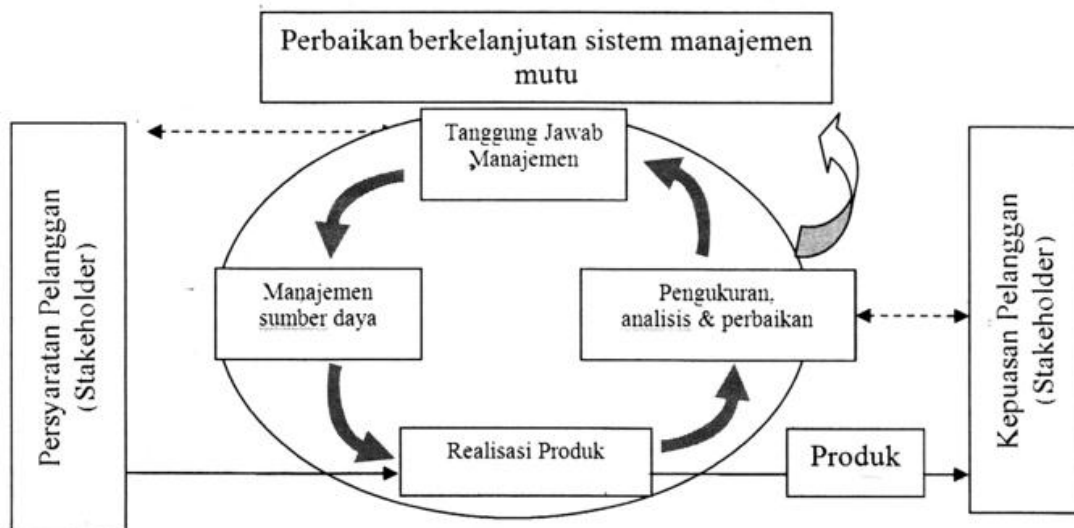 Perbaikan berkelanjutan sistem manajemen
mutu
Persyaratan Pelanggan
(Stakeholder)
Tanggung Jawab
Manajemen
Manajemen
sumber daya
Pengukuran,
analisis & perbaikan
Realisasi Produk
Produk
Kepuasan Pelanggan
(Stakeholder)